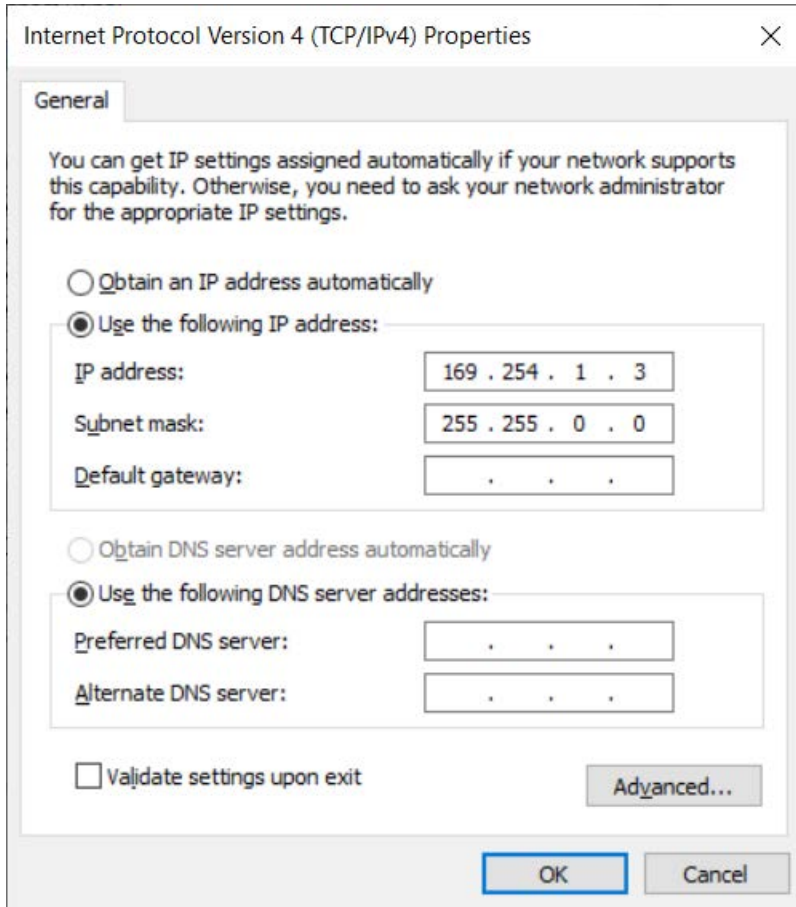 Internet Protocol Version 4 (TCP/IPv4) Properties
General
You can get IP settings assigned automatically if your network supports
this capability. Otherwise, you need to ask your network administrator
for the appropriate IP settings.
Obtain an IP address automatically
Use the following IP address:
IP address: 169 . 254 . 1 . 3
Subnet mask: 255 . 255 . 0 . 0
Default gateway: . . .
Obtain DNS server address automatically
Use the following DNS server addresses:
Preferred DNS server: . . .
Alternate DNS server: . . .
Validate settings upon exit
Advanced...
OK Cancel